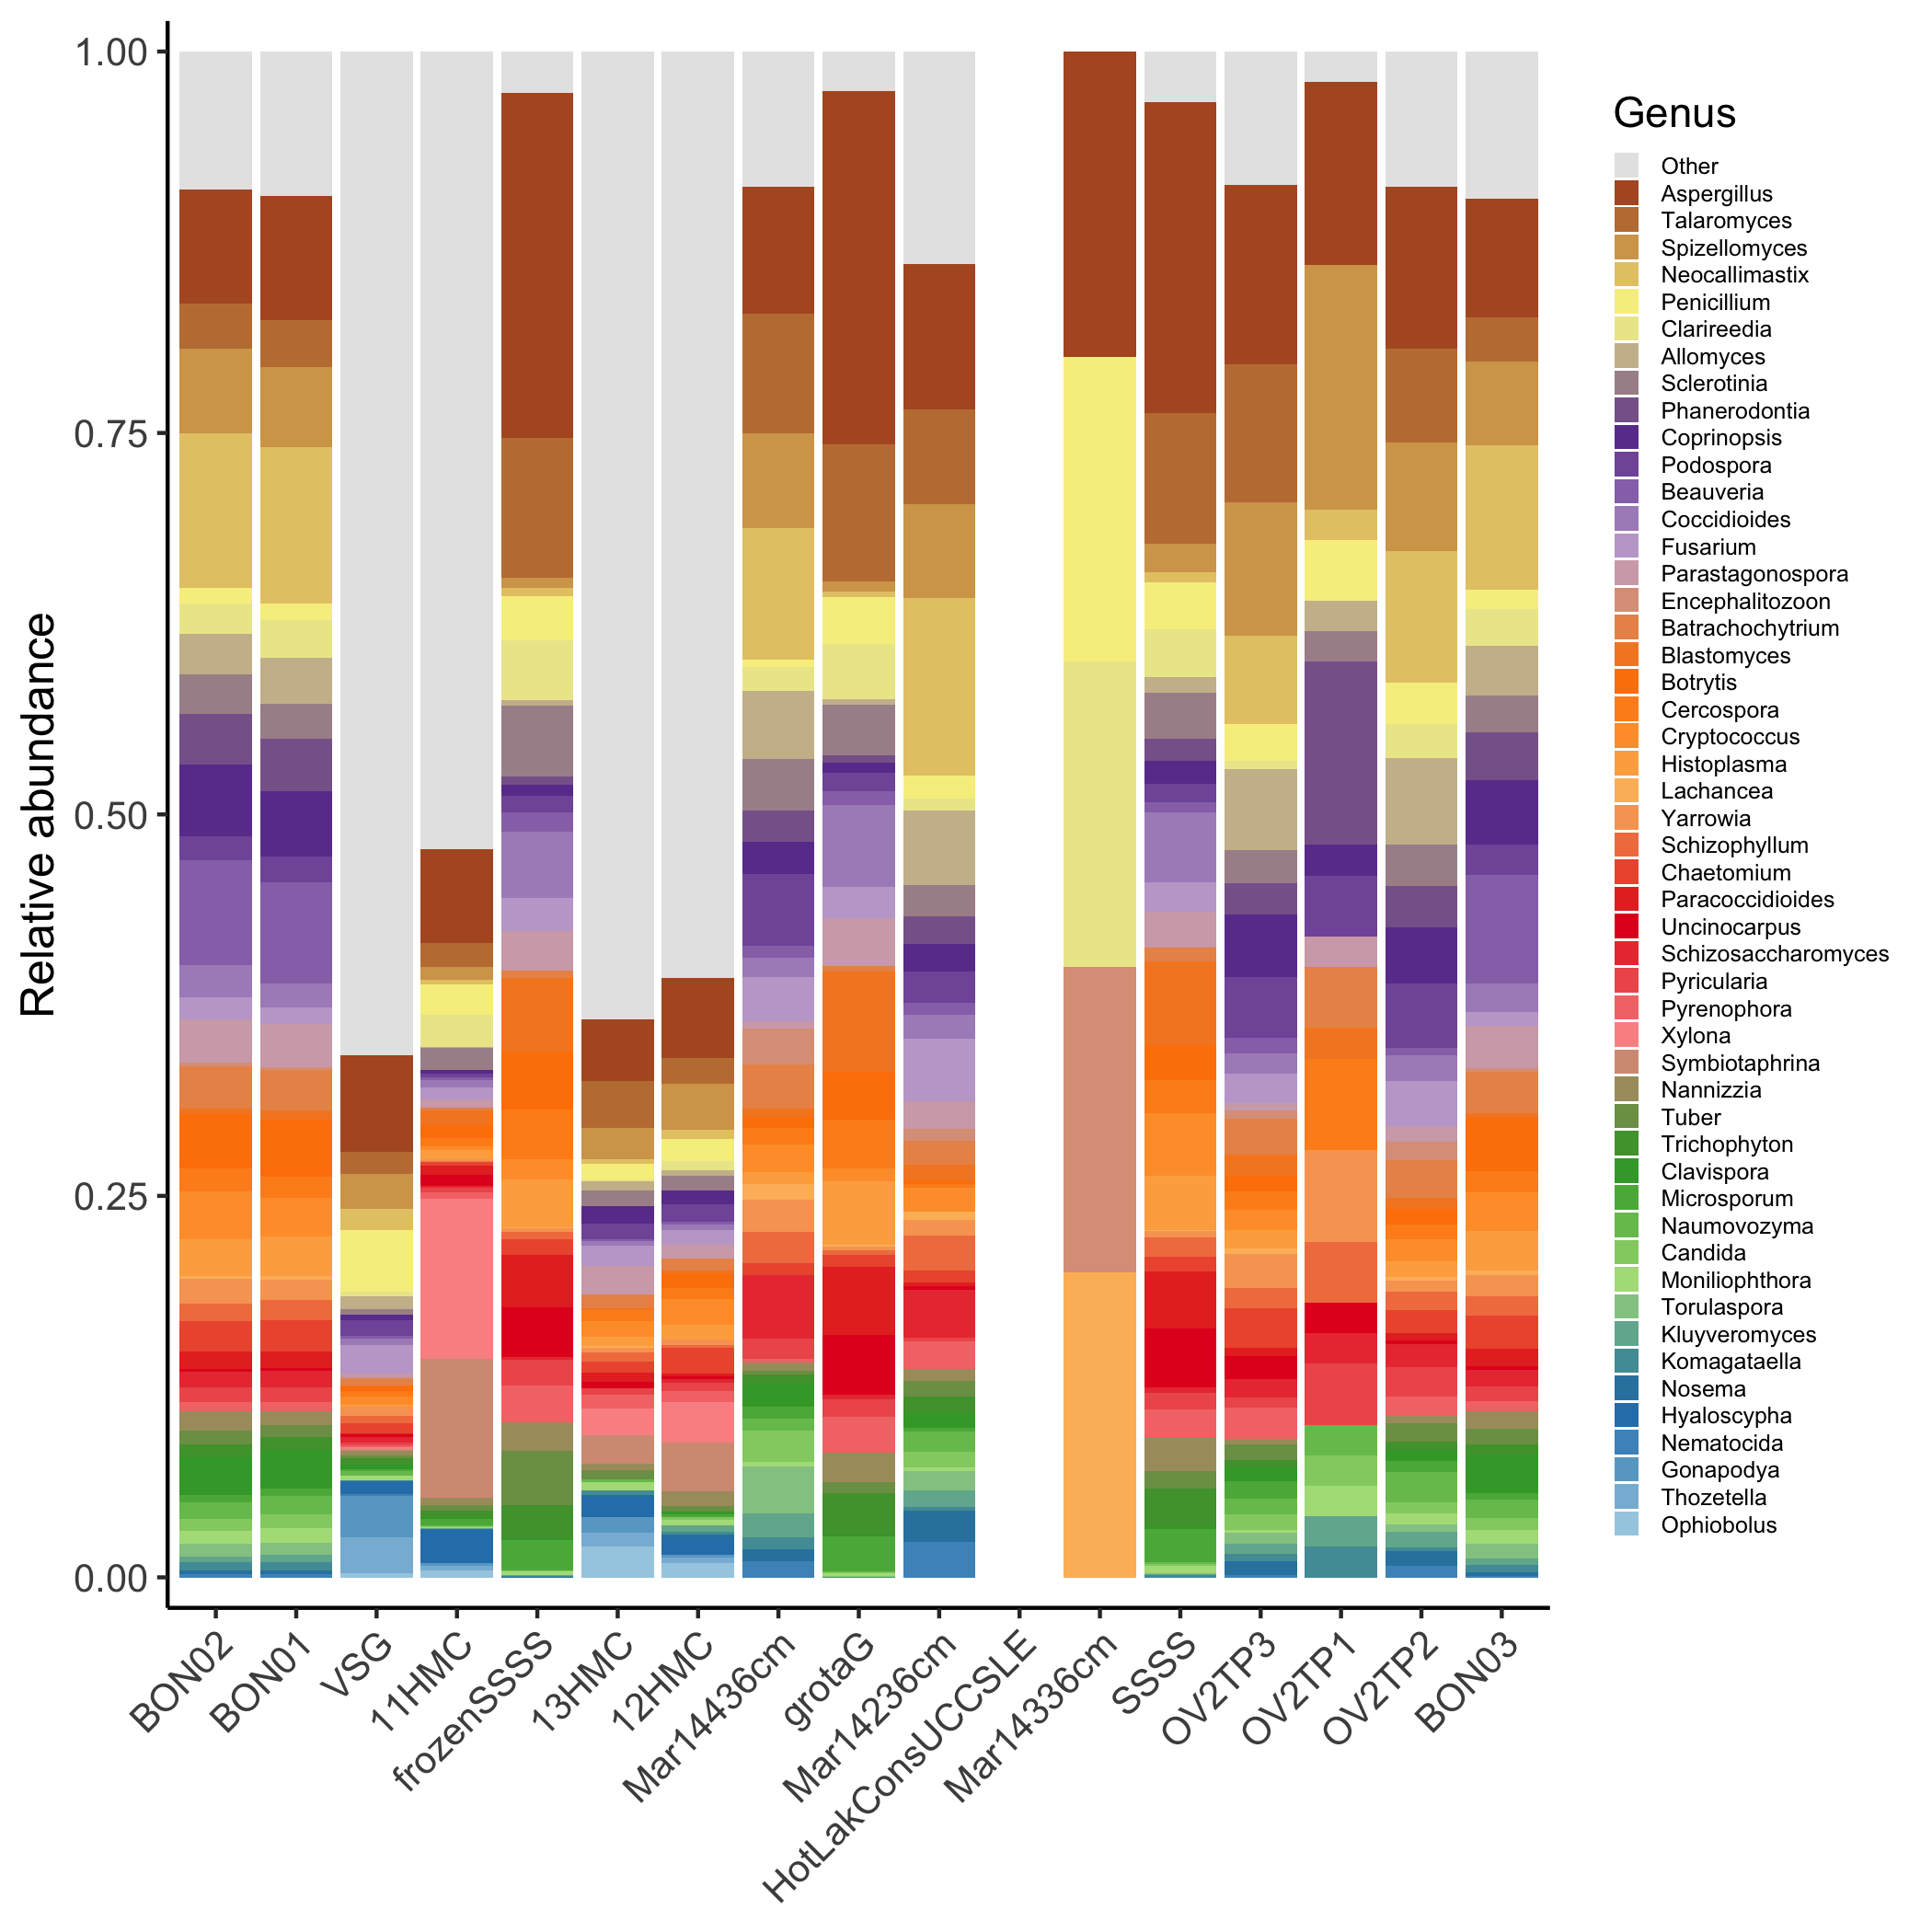 Relative abundance
1.00
0.75
0.50
0.25
0.00
BON02
BON01
VSG
11HMC
frozenSSS
13HMC
12HMC
Mar14436cm
grotaG
Mar14236cm
HotLakConsUCCSLE
Mar14336cm
SSSS
OV2TP3
OV2TP1
OV2TP2
BON03
Genus
Other
Aspergillus
Talaromyces
Spizellomyces
Neocallimastix
Penicillium
Clarireedia
Allomyces
Sclerotinia
Phanerodontia
Coprinopsis
Podospora
Beauveria
Coccidioides
Fusarium
Parastagonospora
Encephalitozoon
Batrachochytrium
Blastomyces
Botrytis
Cercospora
Cryptococcus
Histoplasma
Lachancea
Yarrowia
Schizophyllum
Chaetomium
Paracoccidioides
Uncinocarpus
Schizosaccharomyces
Pyricularia
Pyrenophora
Xylona
Symbiotaphrina
Nannizzia
Tuber
Trichophyton
Clavispora
Microsporum
Naumovozyma
Candida
Moniliophthora
Torulaspora
Kluyveromyces
Komagataella
Nosema
Hyaloscypha
Nematocida
Gonapodya
Thozetella
Ophiobolus